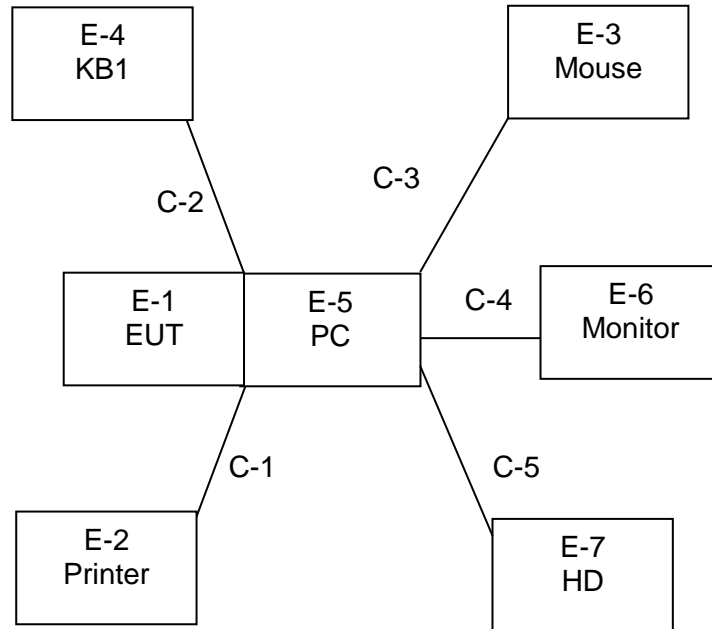 E-4
KB1
E-3
Mouse
C-3
C-2
E-1
EUT
E-5
PC
C-4
E-6
Monitor
C-1
C-5
E-2
Printer
E-7
HD